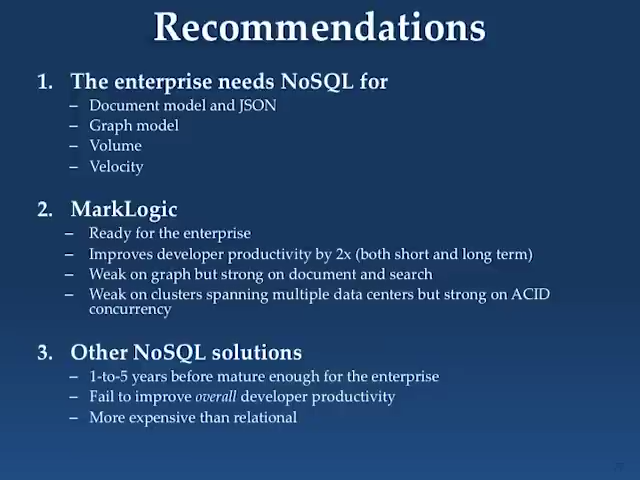 Recommendations
1. The enterprise needs NoSQL for
– Document model and JSON
– Graph model
– Volume
– Velocity
2. MarkLogic
– Ready for the enterprise
– Improves developer productivity by 2x (both short and long term)
– Weak on graph but strong on document and search
– Weak on clusters spanning multiple data centers but strong on ACID
concurrency
3. Other NoSQL solutions
– 1-to-5 years before mature enough for the enterprise
– Fail to improve overall developer productivity
– More expensive than relational